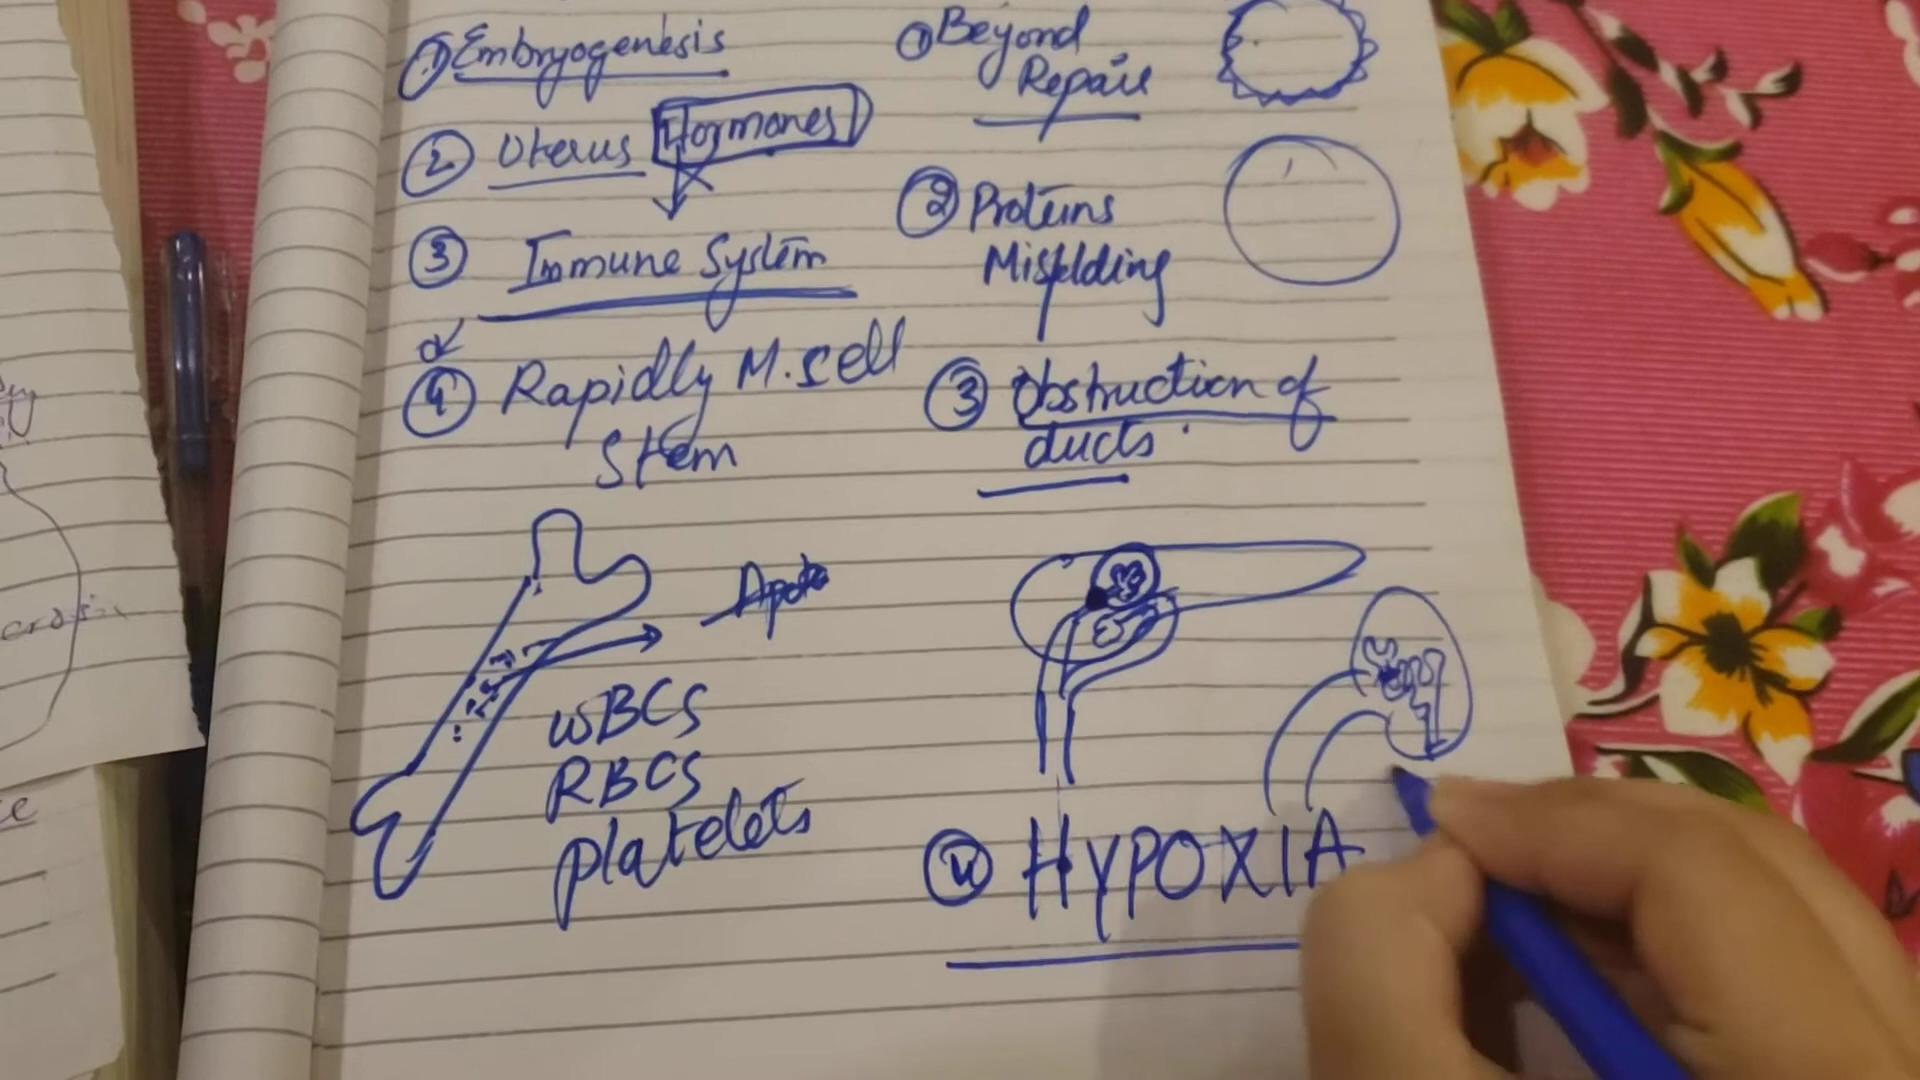 ① Embryogenesis
② Uterus Hormones
③ Immune System
④ Rapidly M. cell
Stem
WBCS
RBCS
platelets
① Beyond
Repair
② Proteins
Misfolding
③ Obstruction of
ducts.
④ HYPOXIA